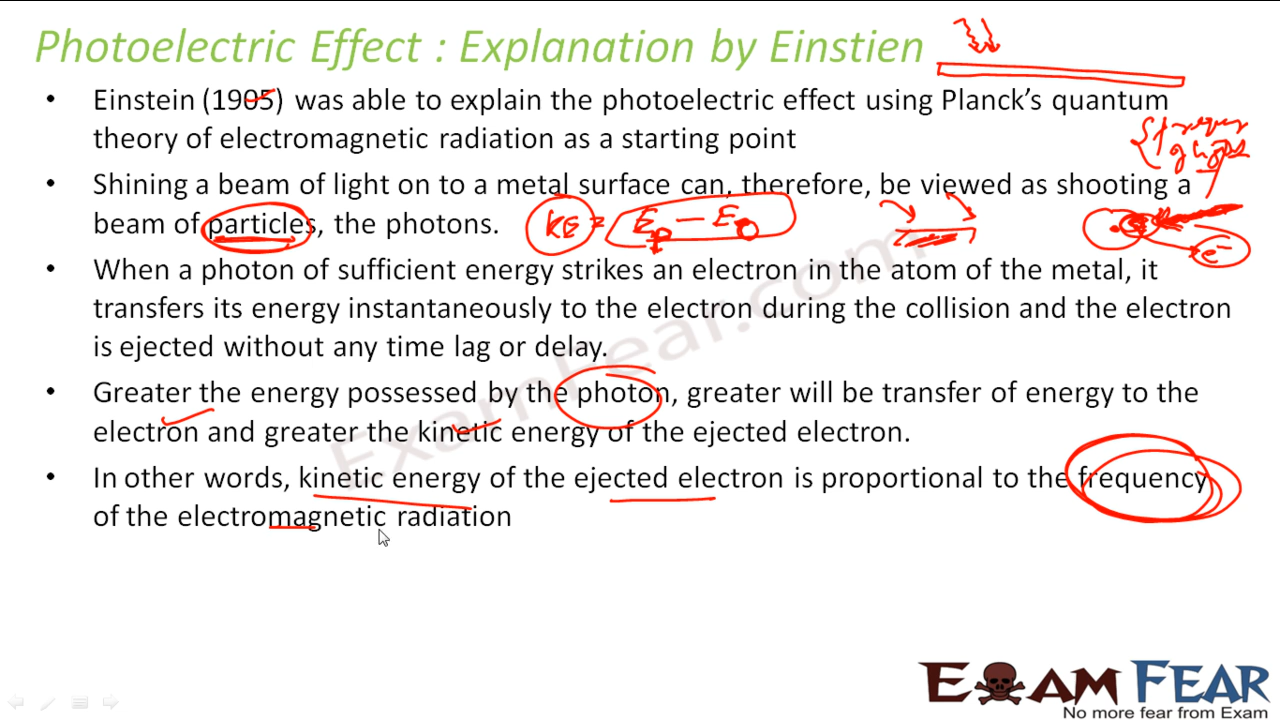 Photoelectric Effect : Explanation by Einstien
• Einstein (1905) was able to explain the photoelectric effect using Planck’s quantum
theory of electromagnetic radiation as a starting point
• Shining a beam of light on to a metal surface can, therefore, be viewed as shooting a
beam of particles, the photons.
KE = Ep – E0
e⁻
• When a photon of sufficient energy strikes an electron in the atom of the metal, it
transfers its energy instantaneously to the electron during the collision and the electron
is ejected without any time lag or delay.
• Greater the energy possessed by the photon, greater will be transfer of energy to the
electron and greater the kinetic energy of the ejected electron.
• In other words, kinetic energy of the ejected electron is proportional to the frequency
of the electromagnetic radiation
Examfear.com
EXAM FEAR
No more fear from Exam